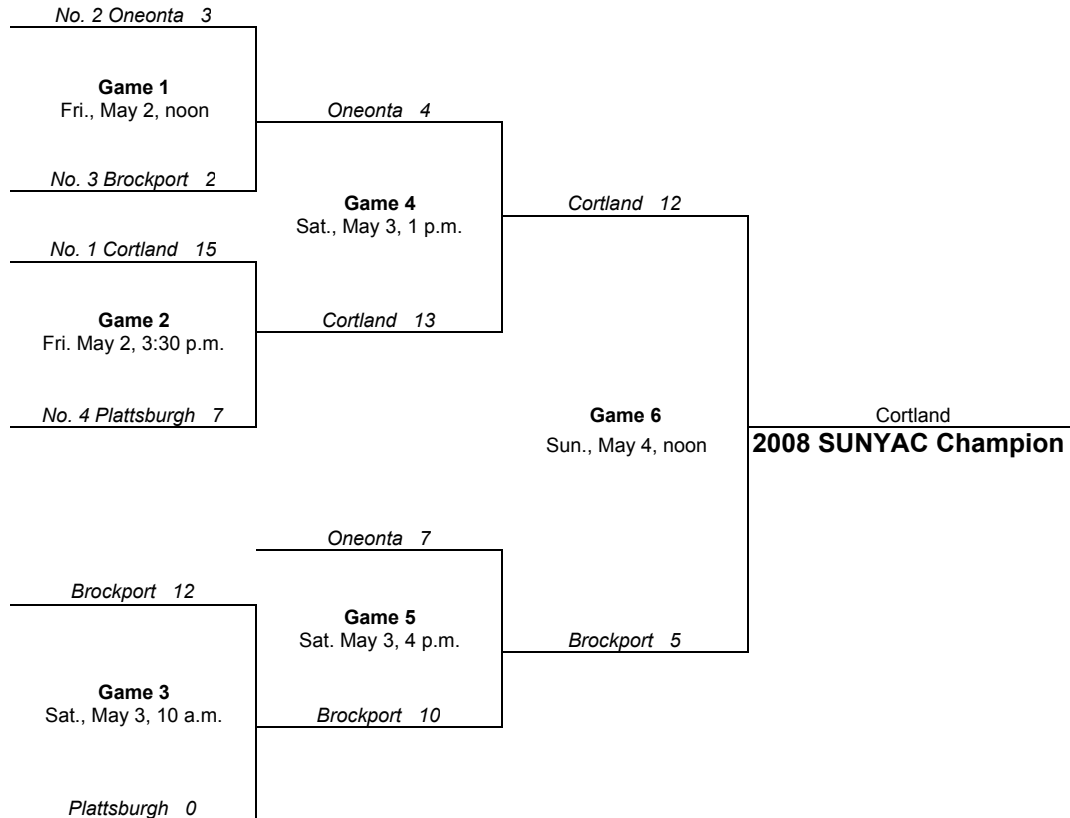 No. 2 Oneonta 3
Game 1
Fri., May 2, noon
Oneonta 4
No. 3 Brockport 2
Game 4
Sat., May 3, 1 p.m.
Cortland 12
No. 1 Cortland 15
Game 2
Fri. May 2, 3:30 p.m.
Cortland 13
No. 4 Plattsburgh 7
Game 6
Sun., May 4, noon
Cortland
2008 SUNYAC Champion
Oneonta 7
Brockport 12
Game 5
Sat. May 3, 4 p.m.
Brockport 5
Game 3
Sat., May 3, 10 a.m.
Brockport 10
Plattsburgh 0